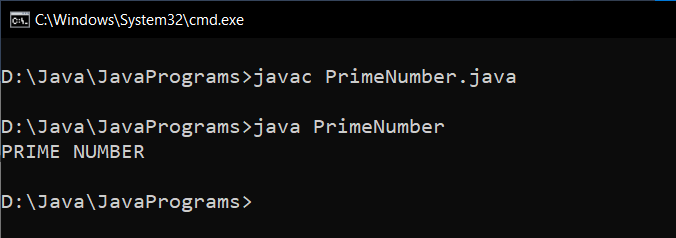 C:\Windows\System32\cmd.exe
D:\Java\JavaPrograms>javac PrimeNumber.java
D:\Java\JavaPrograms>java PrimeNumber
PRIME NUMBER
D:\Java\JavaPrograms>